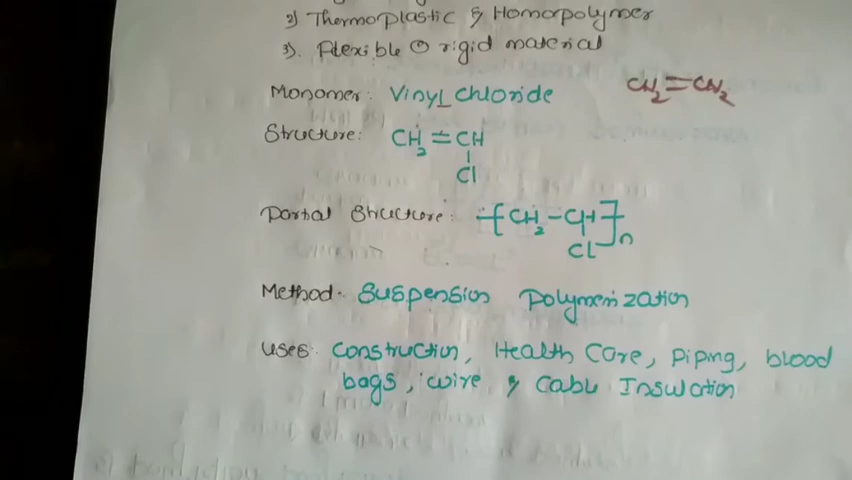 2) Thermoplastic & Homopolymer
3). Flexible ⊙ rigid material
CH2=CH2
Monomer: Vinyl chloride
Structure: CH2=CH
Cl
Partial Structure: -[CH2-CH]n
Cl
Method- Suspension Polymerization
Uses: Construction, Health Care, Piping, blood
bags, wire & Cable Insulation